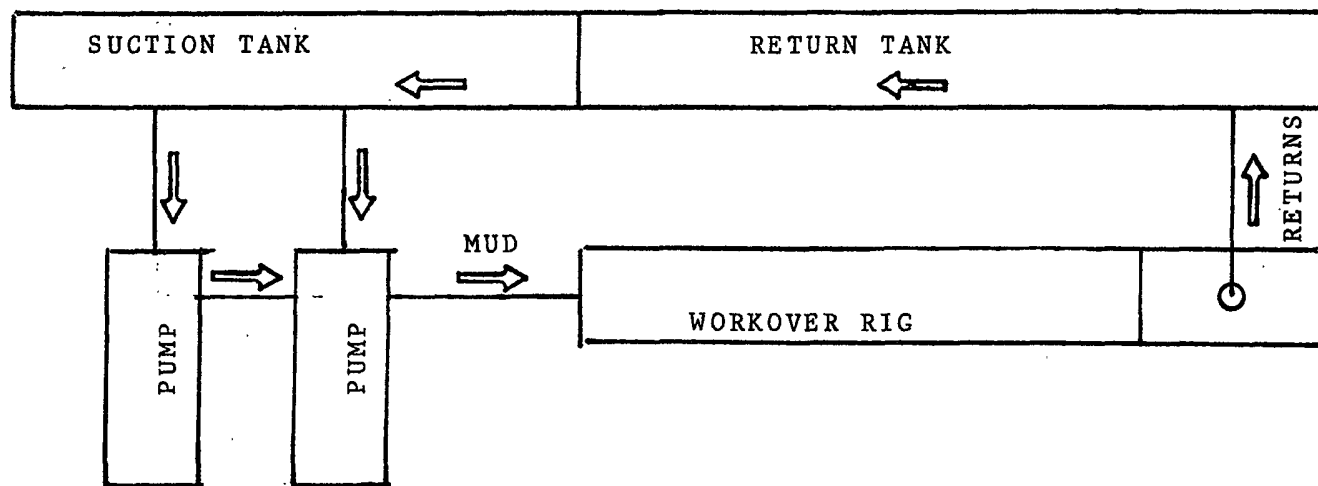 SUCTION TANK
RETURN TANK
RETURNS
MUD
PUMP
PUMP
WORKOVER RIG